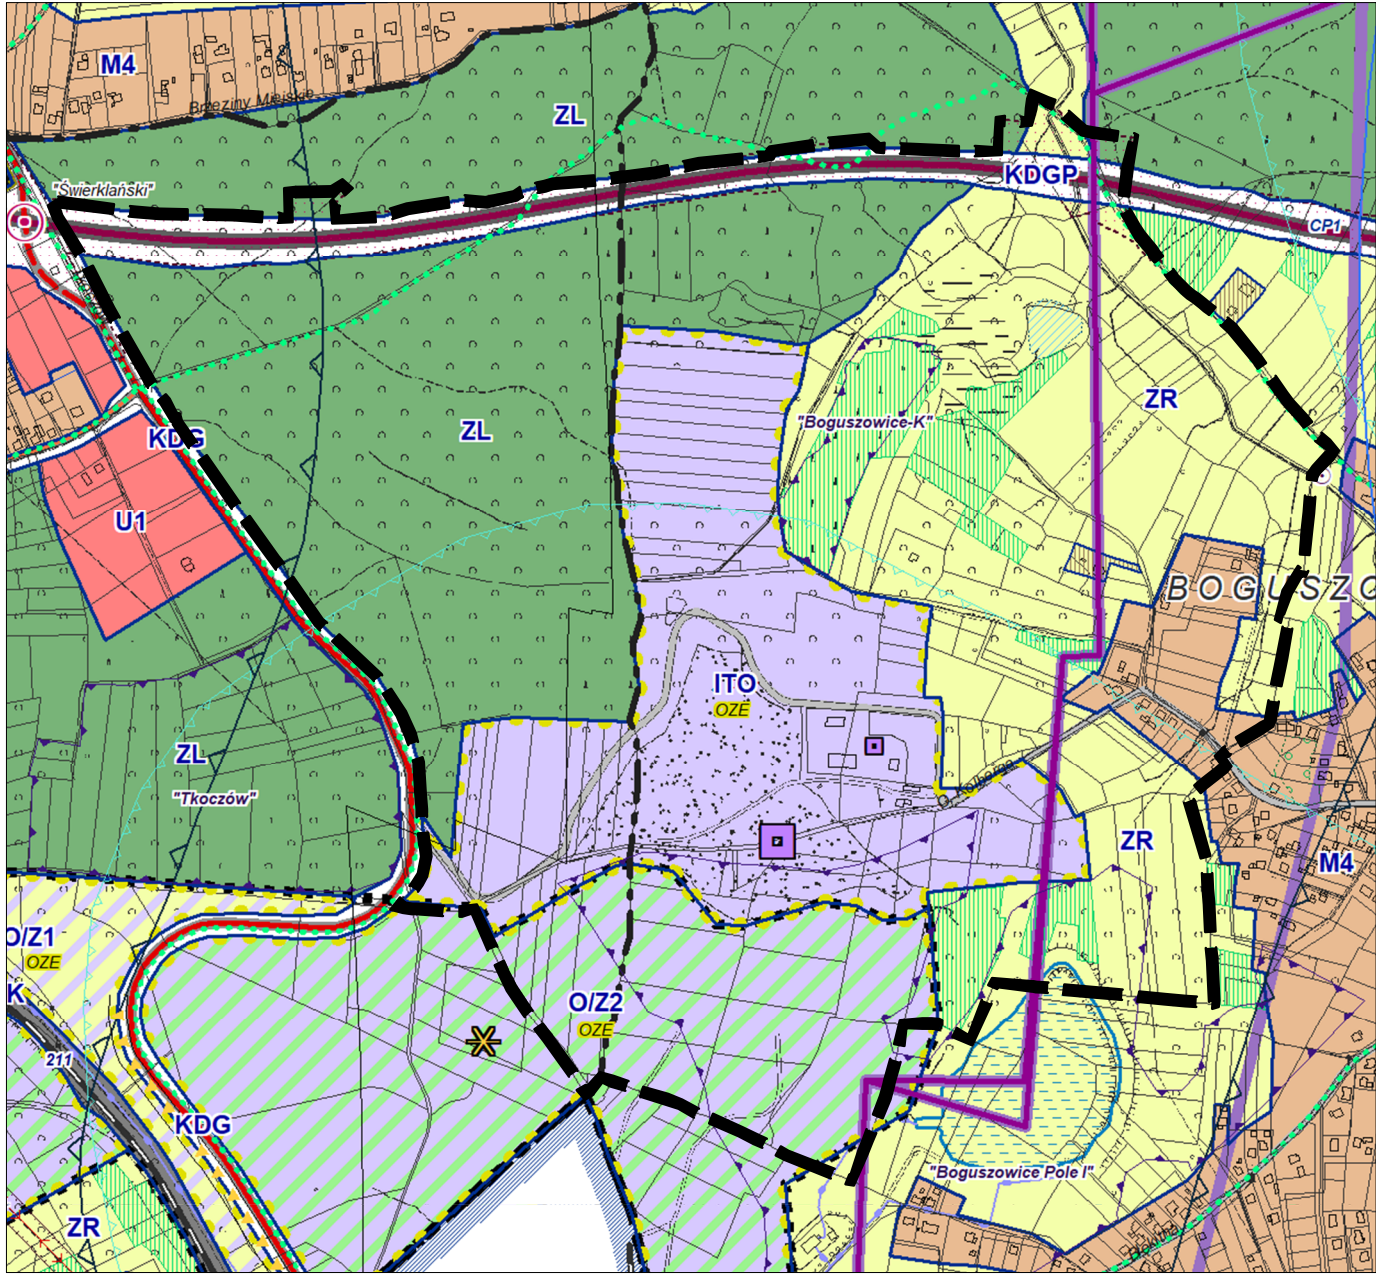 M4
Brzeziny Miejskie
ZL
"Świerklański"
KDGP
CP1
ZR
"Boguszowice-K"
KDG
ZL
U1
BOGUSZO
ITO
OZE
ZL
"Tkoczów"
ZR
M4
O/Z1
OZE
K
O/Z2
OZE
211
KDG
"Boguszowice Pole I"
ZR